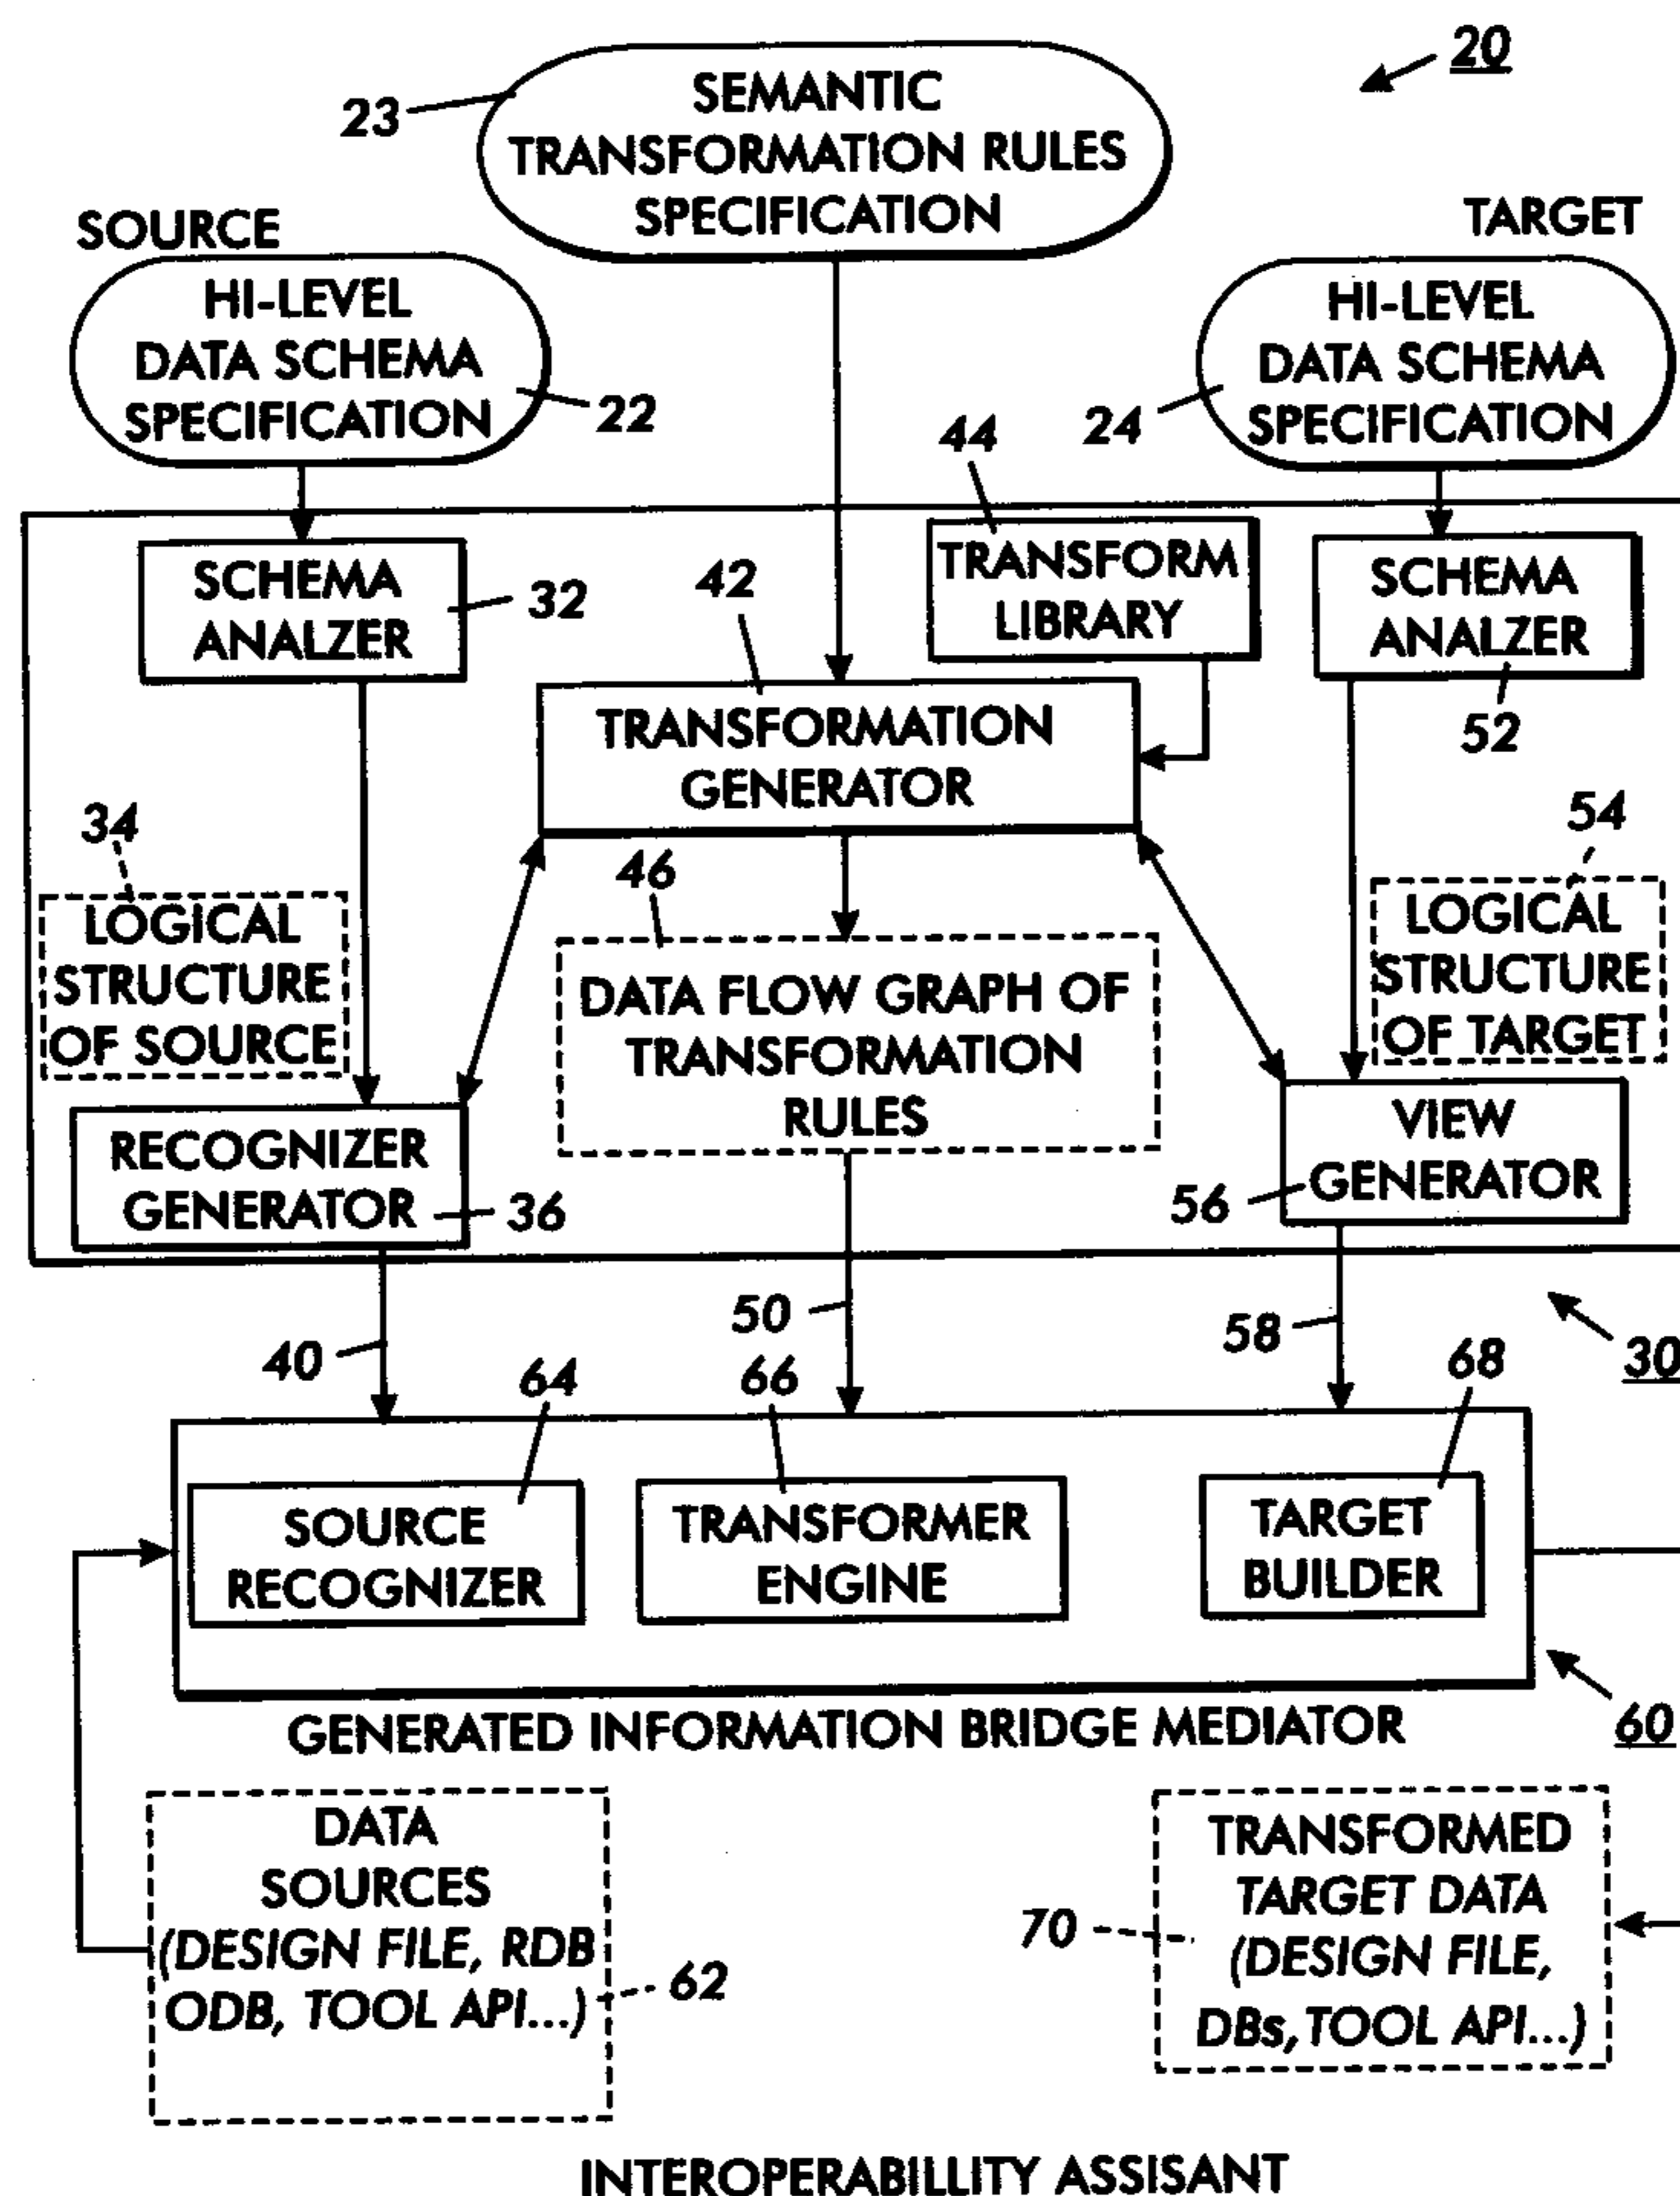 20
SEMANTIC
TRANSFORMATION RULES
SPECIFICATION
23
SOURCE
TARGET
HI-LEVEL
DATA SCHEMA
SPECIFICATION
22
HI-LEVEL
DATA SCHEMA
SPECIFICATION
24
44
TRANSFORM
LIBRARY
SCHEMA
ANALZER
32
42
SCHEMA
ANALZER
52
TRANSFORMATION
GENERATOR
34
LOGICAL
STRUCTURE
OF SOURCE
46
DATA FLOW GRAPH OF
TRANSFORMATION
RULES
54
LOGICAL
STRUCTURE
OF TARGET
RECOGNIZER
GENERATOR
36
VIEW
GENERATOR
56
40
50
58
30
64
66
68
SOURCE
RECOGNIZER
TRANSFORMER
ENGINE
TARGET
BUILDER
GENERATED INFORMATION BRIDGE MEDIATOR
60
DATA
SOURCES
(DESIGN FILE, RDB
ODB, TOOL API...)
62
70
TRANSFORMED
TARGET DATA
(DESIGN FILE,
DBs, TOOL API...)
INTEROPERABILLITY ASSISANT